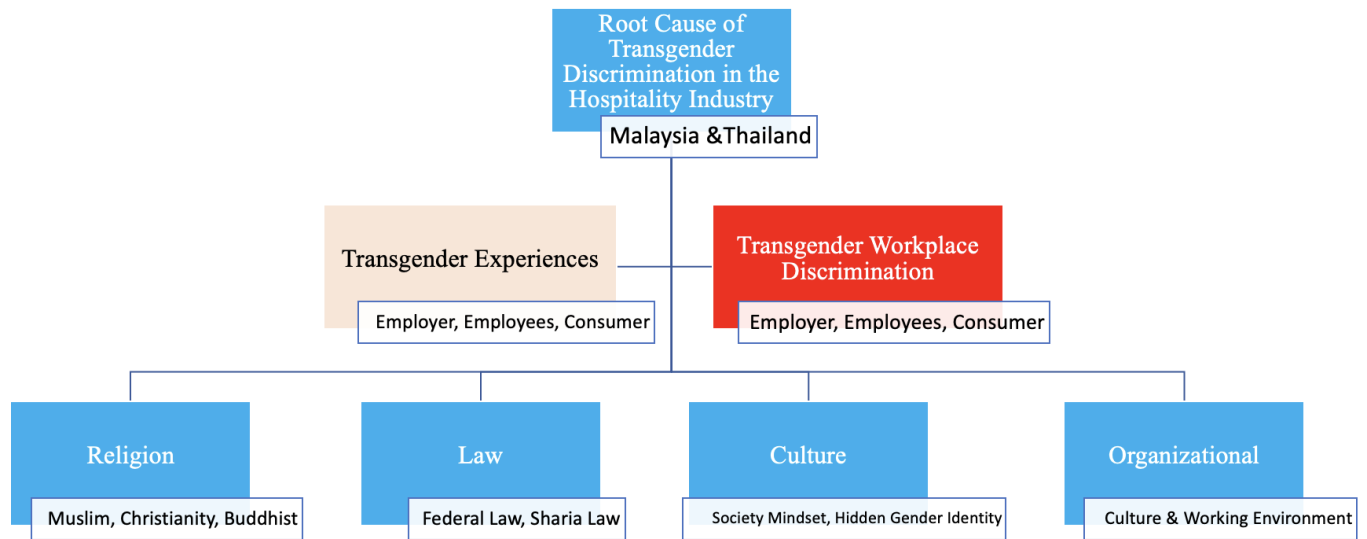 Root Cause of
Transgender
Discrimination in the
Hospitality Industry
Malaysia &Thailand
Transgender Experiences
Employer, Employees, Consumer
Transgender Workplace
Discrimination
Employer, Employees, Consumer
Religion
Muslim, Christianity, Buddhist
Law
Federal Law, Sharia Law
Culture
Society Mindset, Hidden Gender Identity
Organizational
Culture & Working Environment